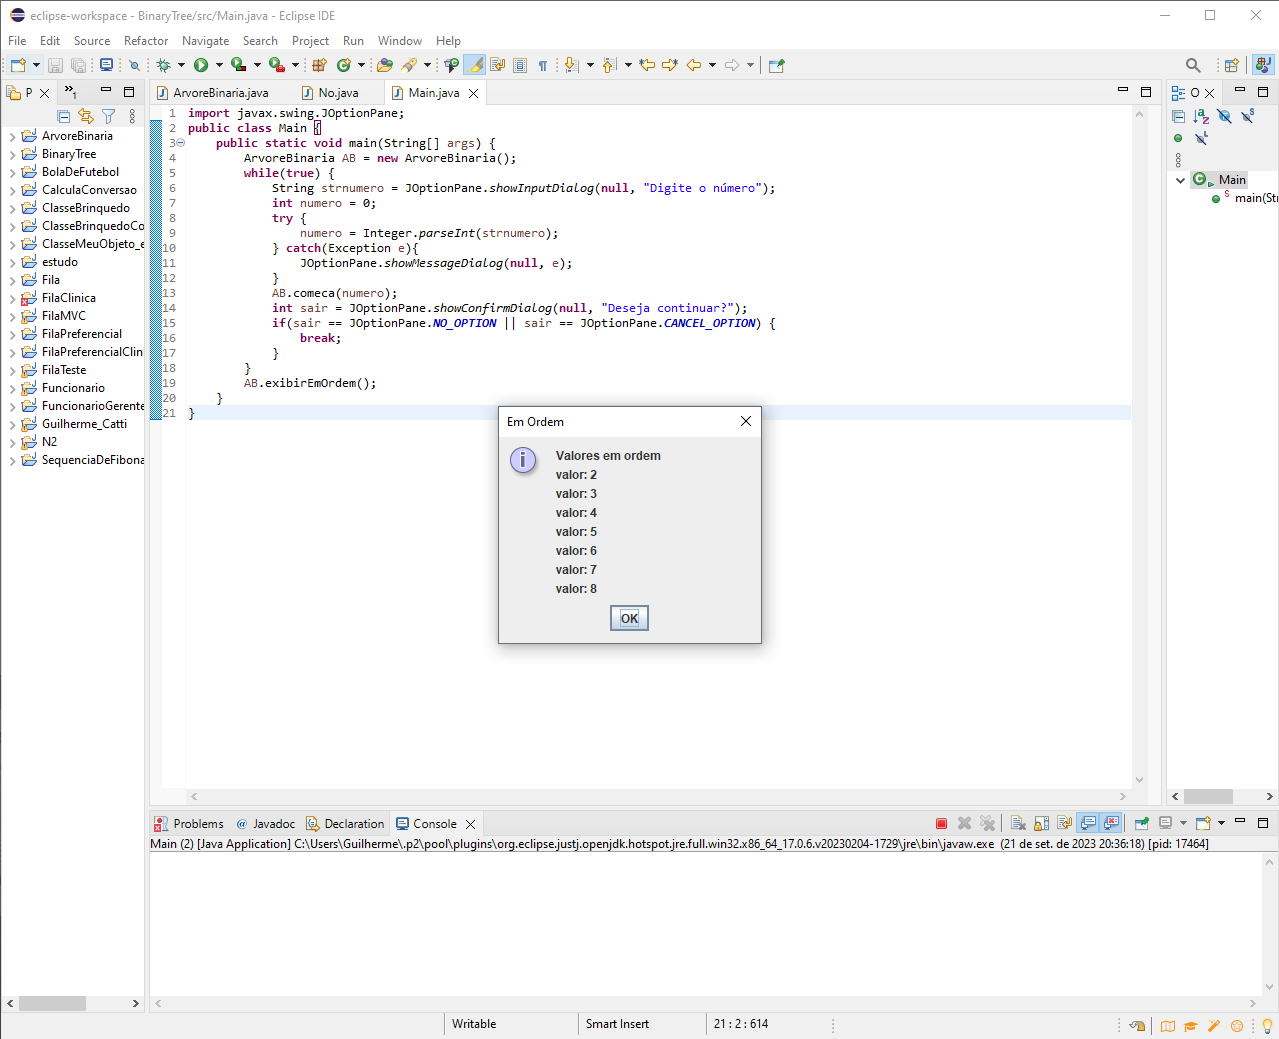 eclipse-workspace - BinaryTree/src/Main.java - Eclipse IDE
File Edit Source Refactor Navigate Search Project Run Window Help
P
ArvoreBinaria
BinaryTree
BolaDeFutebol
CalculaConversao
ClasseBrinquedo
ClasseBrinquedoCo
ClasseMeuObjeto_e
estudo
Fila
FilaClinica
FilaMVC
FilaPreferencial
FilaPreferencialClin
FilaTeste
Funcionario
FuncionarioGerente
Guilherme_Catti
N2
SequenciaDeFibona
ArvoreBinaria.java No.java Main.java
1 import javax.swing.JOptionPane;
2 public class Main {
3 public static void main(String[] args) {
4 ArvoreBinaria AB = new ArvoreBinaria();
5 while(true) {
6 String strnumero = JOptionPane.showInputDialog(null, "Digite o número");
7 int numero = 0;
8 try {
9 numero = Integer.parseInt(strnumero);
10 } catch(Exception e){
11 JOptionPane.showMessageDialog(null, e);
12 }
13 AB.comeca(numero);
14 int sair = JOptionPane.showConfirmDialog(null, "Deseja continuar?");
15 if(sair == JOptionPane.NO_OPTION || sair == JOptionPane.CANCEL_OPTION) {
16 break;
17 }
18 }
19 AB.exibirEmOrdem();
20 }
21 }
Em Ordem
Valores em ordem
valor: 2
valor: 3
valor: 4
valor: 5
valor: 6
valor: 7
valor: 8
OK
O
Main
main(Str
Problems Javadoc Declaration Console
Main (2) [Java Application] C:\Users\Guilherme\.p2\pool\plugins\org.eclipse.justj.openjdk.hotspot.jre.full.win32.x86_64_17.0.6.v20230204-1729\jre\bin\javaw.exe (21 de set. de 2023 20:36:18) [pid: 17464]
Writable
Smart Insert
21 : 2 : 614